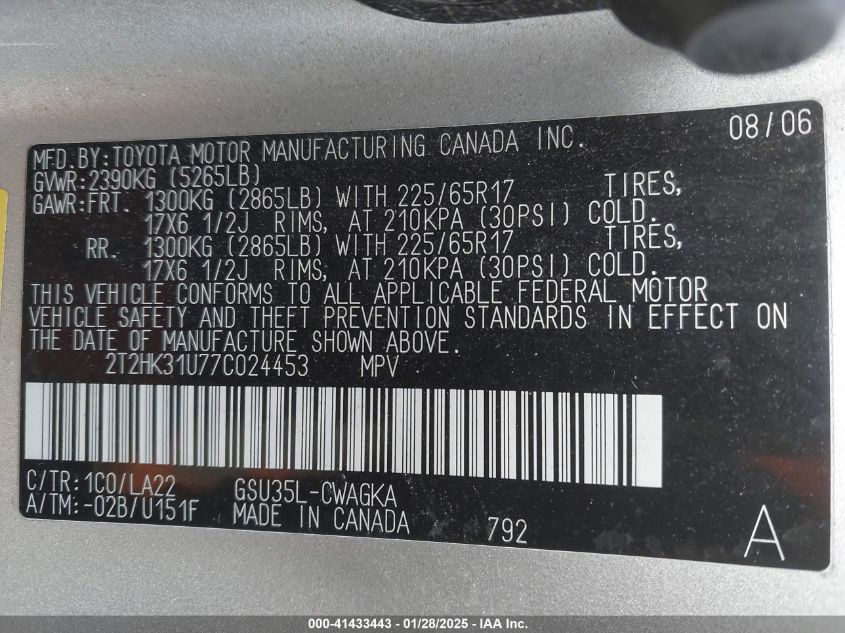 08/06
MFD.BY:TOYOTA MOTOR MANUFACTURING CANADA INC.
GVWR:2390KG (5265LB)
GAWR:FRT. 1300KG (2865LB) WITH 225/65R17 TIRES,
17X6 1/2J RIMS, AT 210KPA (30PSI) COLD.
RR. 1300KG (2865LB) WITH 225/65R17 TIRES,
17X6 1/2J RIMS, AT 210KPA (30PSI) COLD.
THIS VEHICLE CONFORMS TO ALL APPLICABLE FEDERAL MOTOR
VEHICLE SAFETY AND THEFT PREVENTION STANDARDS IN EFFECT ON
THE DATE OF MANUFACTURE SHOWN ABOVE.
2T2HK31U77C024453 MPV
C/TR:1C0/LA22 GSU35L-CWAGKA
A/TM:-02B/U151F MADE IN CANADA 792 A
000-41433443 - 01/28/2025 - IAA Inc.